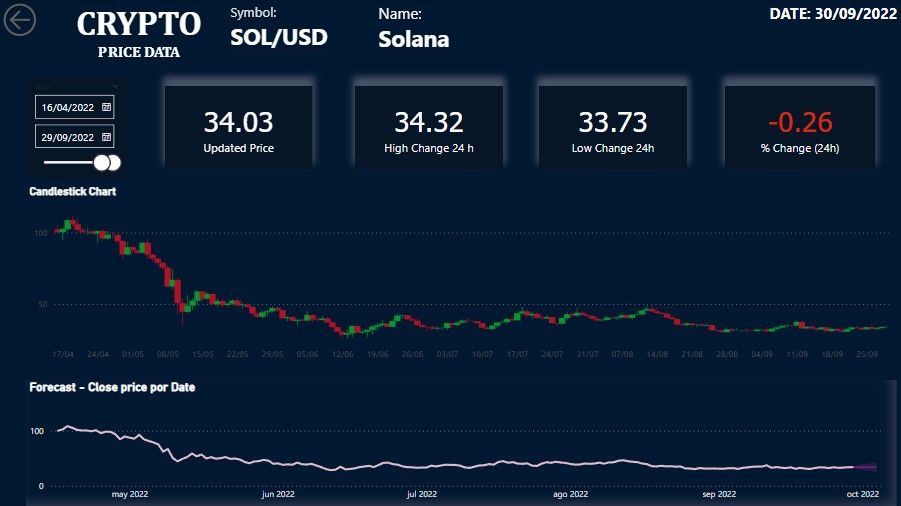 CRYPTO
PRICE DATA
Symbol:
SOL/USD
Name:
Solana
DATE: 30/09/2022
16/04/2022
29/09/2022
34.03
Updated Price
34.32
High Change 24 h
33.73
Low Change 24h
-0.26
% Change (24h)
Candlestick Chart
100
50
17/04 24/04 01/05 08/05 15/05 22/05 29/05 05/06 12/06 19/06 26/06 03/07 10/07 17/07 24/07 31/07 07/08 14/08 21/08 28/08 04/09 11/09 18/09 25/09
Forecast - Close price por Date
100
0
may 2022 jun 2022 jul 2022 ago 2022 sep 2022 oct 2022